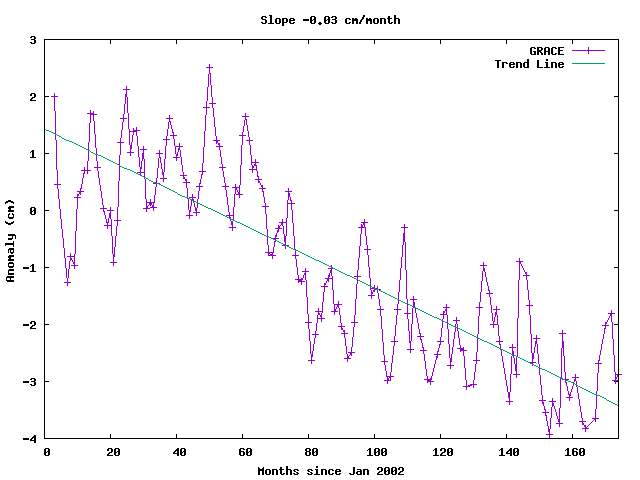 Slope -0.03 cm/month
GRACE
Trend Line
3
2
1
0
-1
-2
-3
-4
Anomaly (cm)
0 20 40 60 80 100 120 140 160
Months since Jan 2002